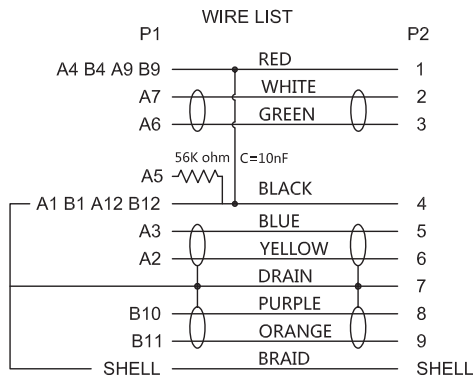 WIRE LIST
P1 P2
A4 B4 A9 B9 RED 1
A7 WHITE 2
A6 GREEN 3
A5 56K ohm C=10nF
A1 B1 A12 B12 BLACK 4
A3 BLUE 5
A2 YELLOW 6
DRAIN 7
B10 PURPLE 8
B11 ORANGE 9
SHELL BRAID SHELL